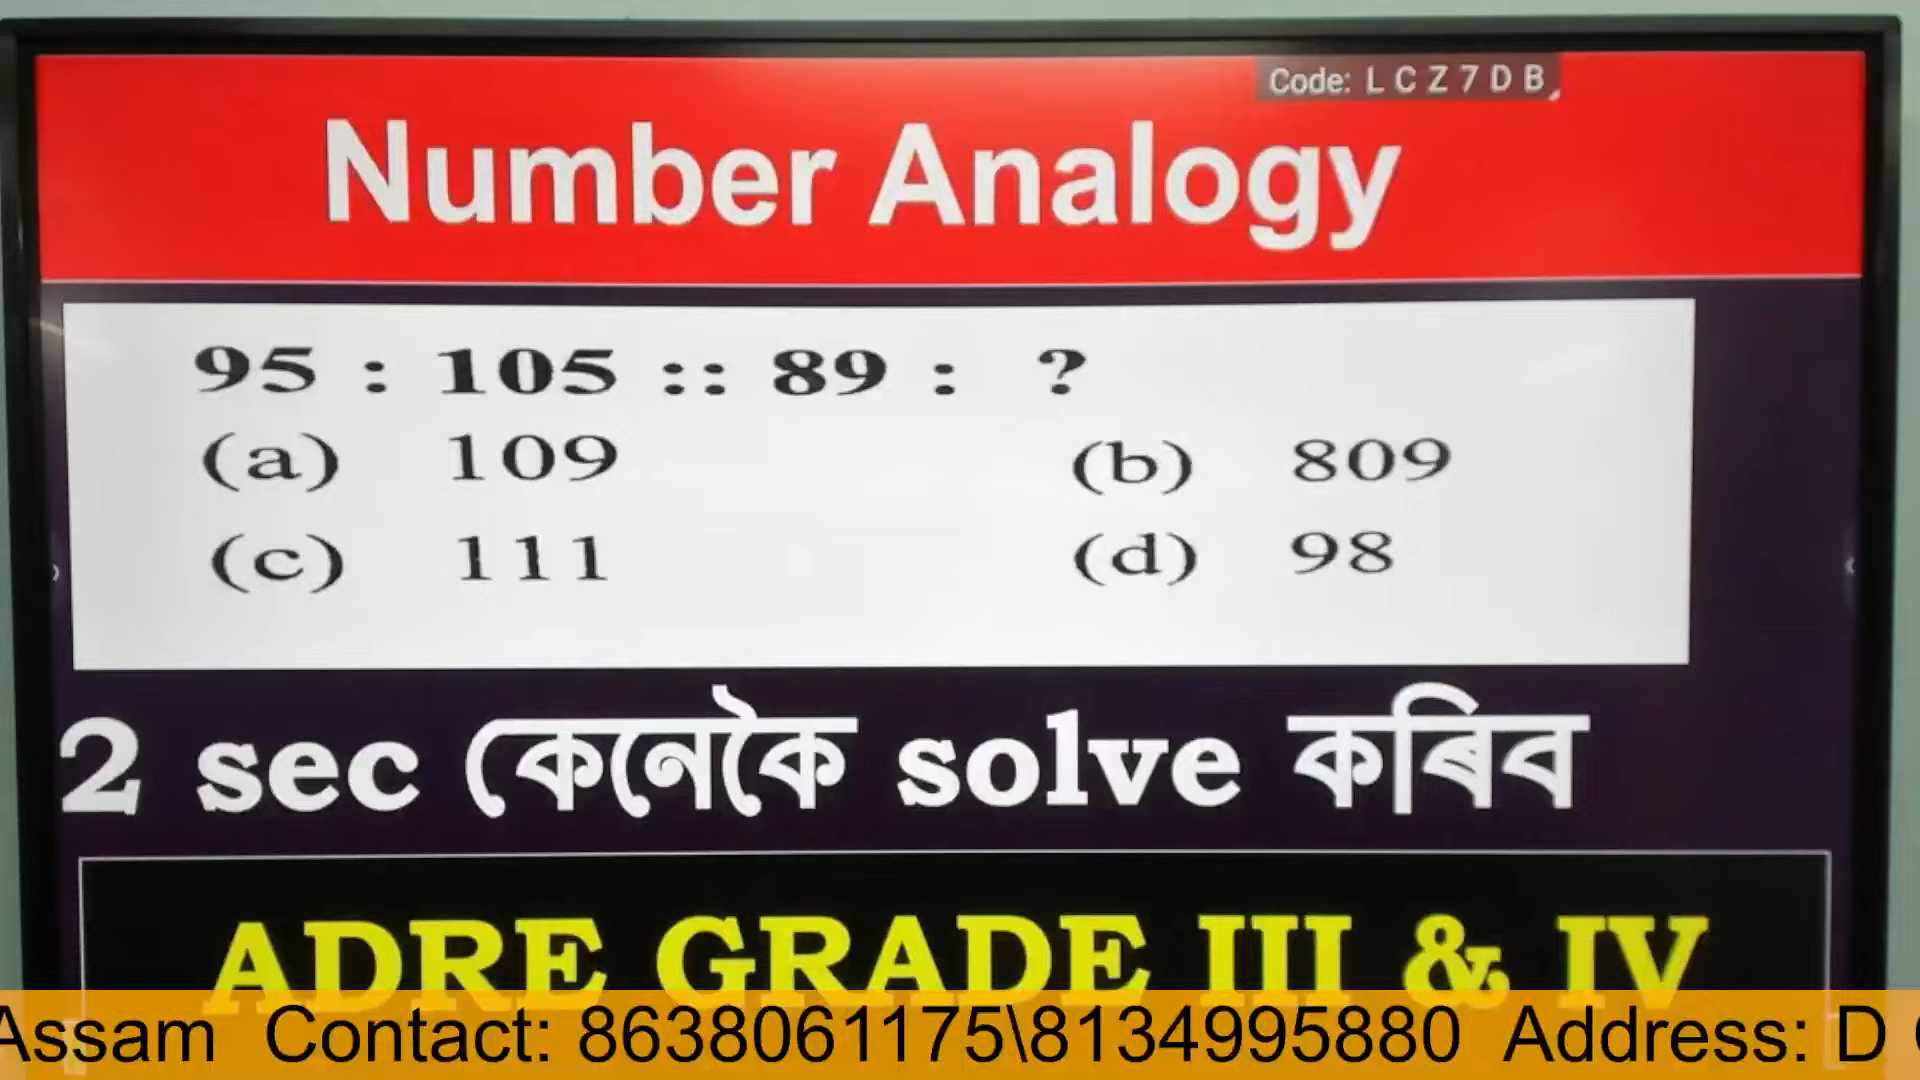 Code: L C Z 7 D B
Number Analogy
95 : 105 :: 89 : ?
(a) 109 (b) 809
(c) 111 (d) 98
2 sec কেনেকৈ solve কৰিব
ADRE GRADE III & IV
Assam Contact: 8638061175\8134995880 Address: D